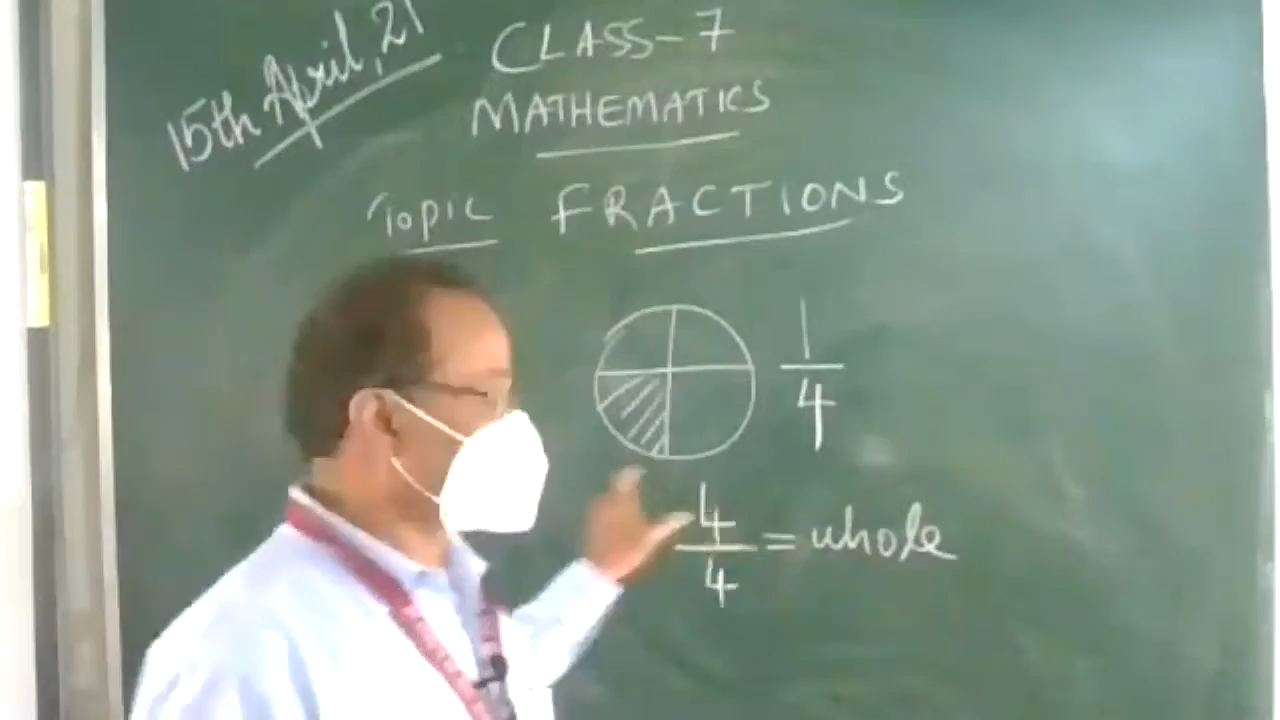 15th April, 21
CLASS-7
MATHEMATICS
Topic FRACTIONS
1/4
4/4 = whole